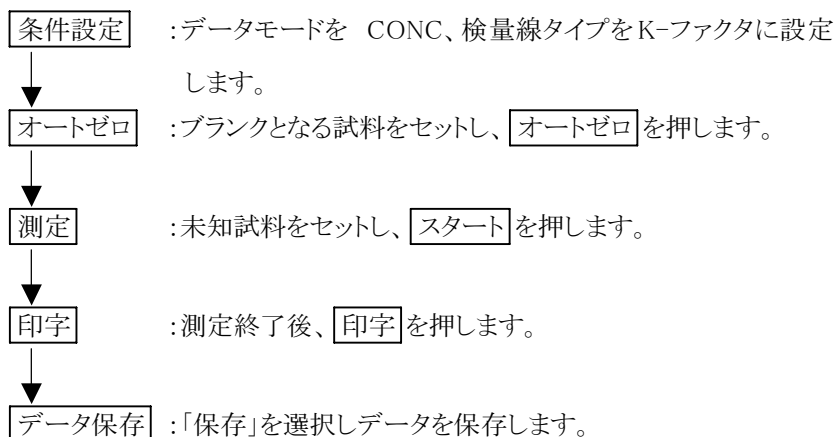 条件設定 :データモードを CONC、検量線タイプをK-ファクタに設定
します。
オートゼロ :ブランクとなる試料をセットし、オートゼロを押します。
測定 :未知試料をセットし、スタートを押します。
印字 :測定終了後、印字を押します。
データ保存 :「保存」を選択しデータを保存します。